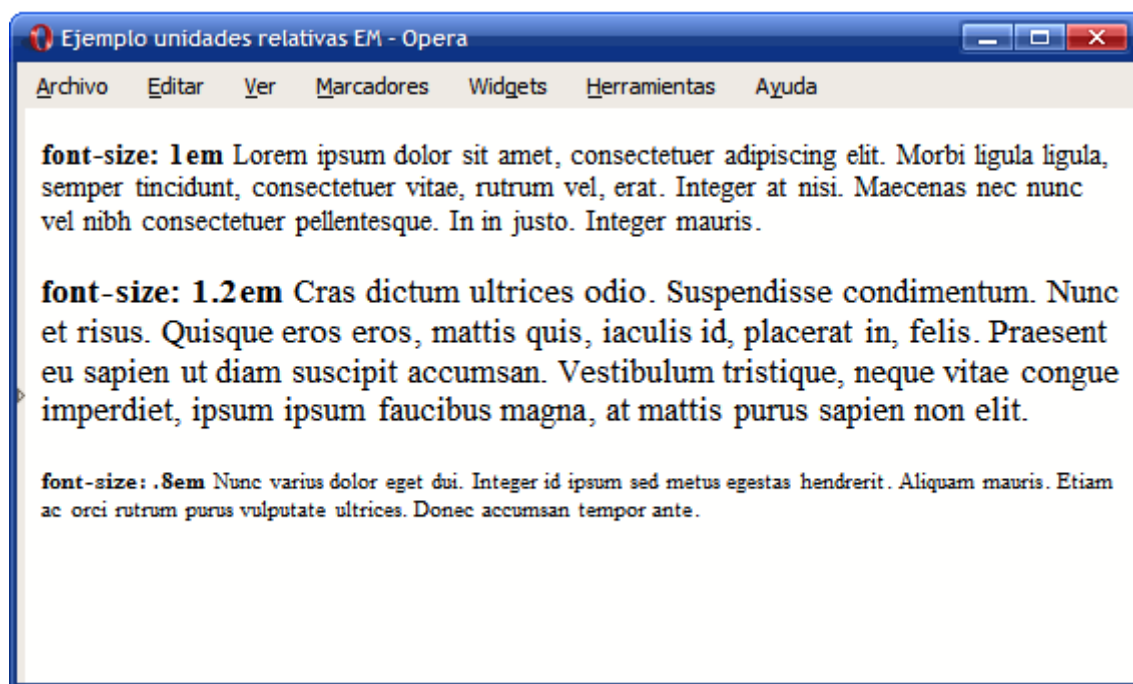 Ejemplo unidades relativas EM - Opera
Archivo Editar Ver Marcadores Widgets Herramientas Ayuda
font-size: 1em Lorem ipsum dolor sit amet, consectetuer adipiscing elit. Morbi ligula ligula,
semper tincidunt, consectetuer vitae, rutrum vel, erat. Integer at nisi. Maecenas nec nunc
vel nibh consectetuer pellentesque. In in justo. Integer mauris.
font-size: 1.2em Cras dictum ultrices odio. Suspendisse condimentum. Nunc
et risus. Quisque eros eros, mattis quis, iaculis id, placerat in, felis. Praesent
eu sapien ut diam suscipit accumsan. Vestibulum tristique, neque vitae congue
imperdiet, ipsum ipsum faucibus magna, at mattis purus sapien non elit.
font-size: .8em Nunc varius dolor eget dui. Integer id ipsum sed metus egestas hendrerit. Aliquam mauris. Etiam
ac orci rutrum purus vulputate ultrices. Donec accumsan tempor ante.